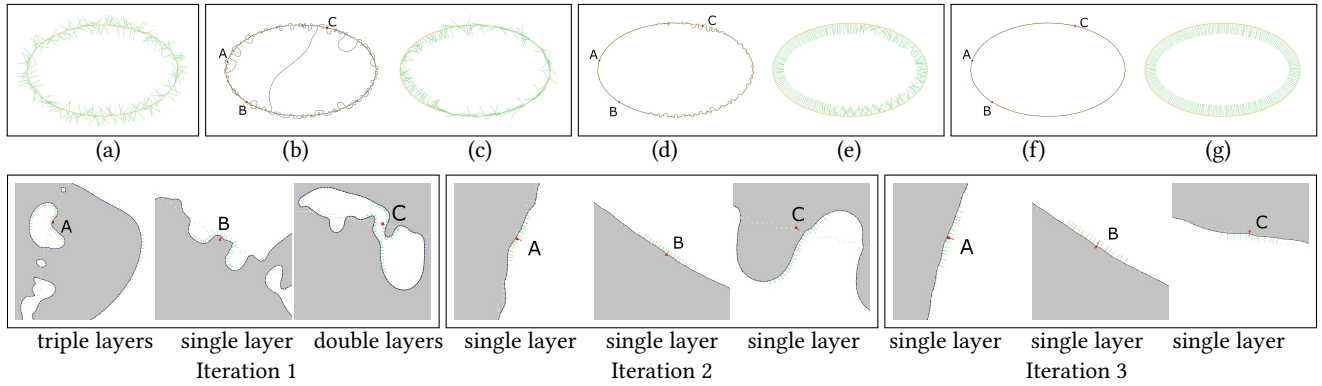 C
A
B
C
A
B
C
A
B
(a) (b) (c) (d) (e) (f) (g)
A B C A B C A B C
triple layers single layer double layers single layer single layer single layer single layer single layer single layer
Iteration 1 Iteration 2 Iteration 3